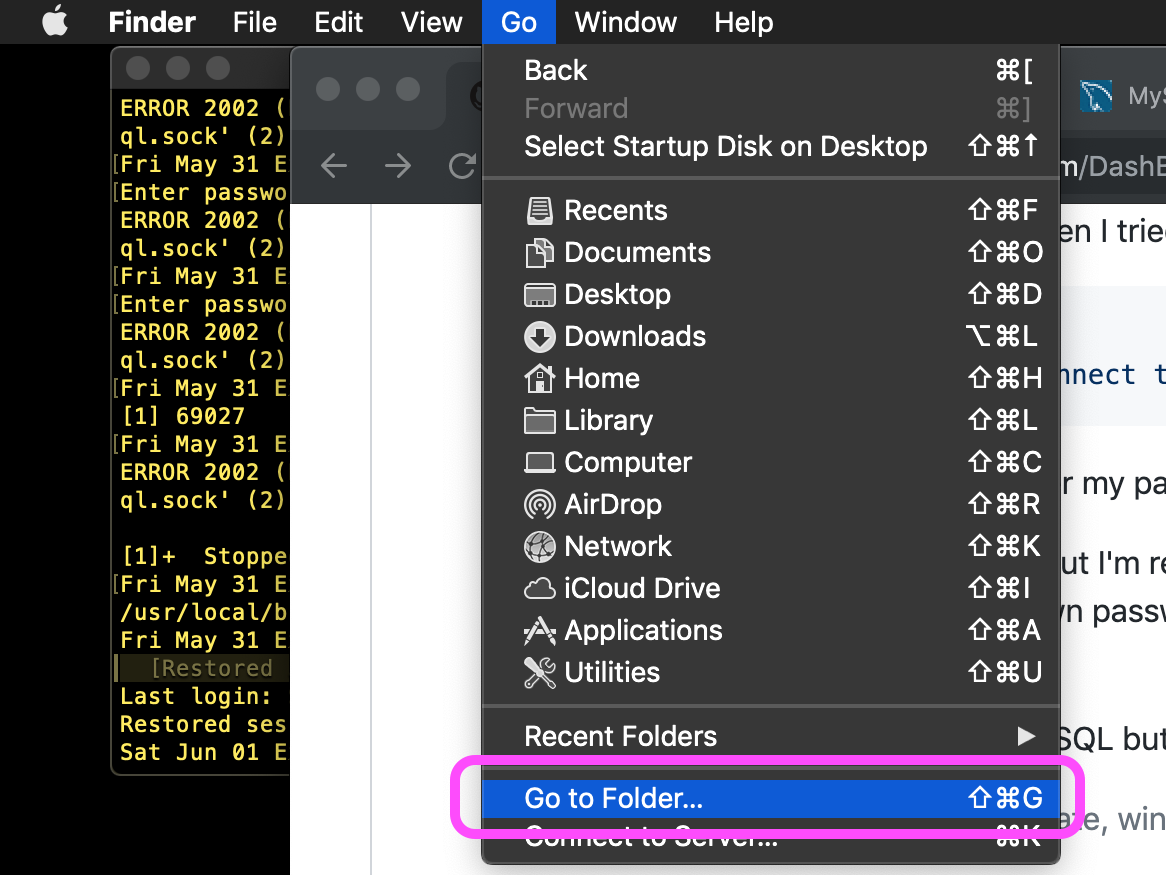 Finder File Edit View Go Window Help
ERROR 2002 (
ql.sock' (2)
[Fri May 31 E
[Enter passwo
ERROR 2002 (
ql.sock' (2)
[Fri May 31 E
[Enter passwo
ERROR 2002 (
ql.sock' (2)
[Fri May 31 E
[1] 69027
[Fri May 31 E
ERROR 2002 (
ql.sock' (2)
[1]+ Stoppe
[Fri May 31 E
/usr/local/b
Fri May 31 E
[Restored
Last login:
Restored ses
Sat Jun 01 E
Back ⌘[
Forward ⌘]
Select Startup Disk on Desktop ⇧⌘↑
Recents ⇧⌘F
Documents ⇧⌘O
Desktop ⇧⌘D
Downloads ⌥⌘L
Home ⇧⌘H
Library ⇧⌘L
Computer ⇧⌘C
AirDrop ⇧⌘R
Network ⇧⌘K
iCloud Drive ⇧⌘I
Applications ⇧⌘A
Utilities ⇧⌘U
Recent Folders ▶
Go to Folder... ⇧⌘G
Connect to Server... ⌘K
MyS
m/DashE
en I trie
nnect t
r my pa
ut I'm re
vn passw
SQL but
ate, win